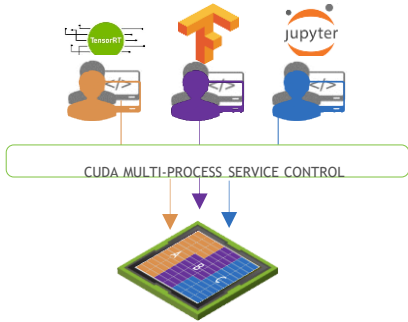 TensorRT
jupyter
</> </> </>
CUDA MULTI-PROCESS SERVICE CONTROL
A
B
C